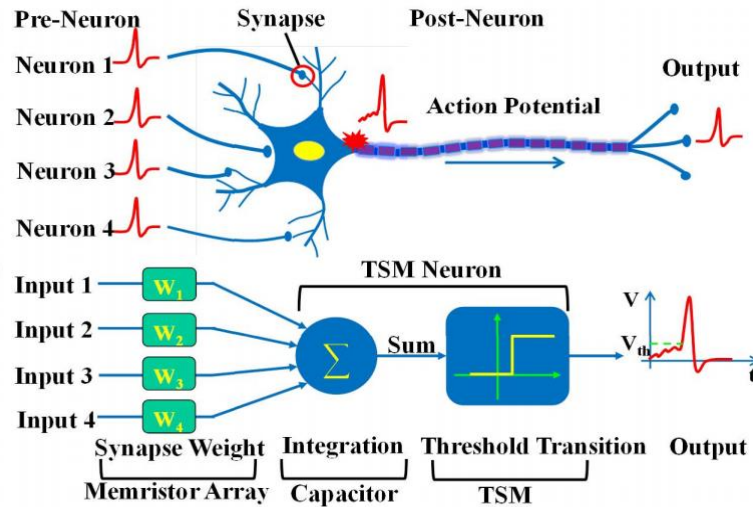 Pre-Neuron Synapse Post-Neuron
Neuron 1
Output
Neuron 2
Action Potential
Neuron 3
Neuron 4
TSM Neuron
Input 1 W1
V
Input 2 W2
Vth
Σ Sum
Input 3 W3
t
Input 4 W4
Synapse Weight Integration Threshold Transition Output
Memristor Array Capacitor TSM